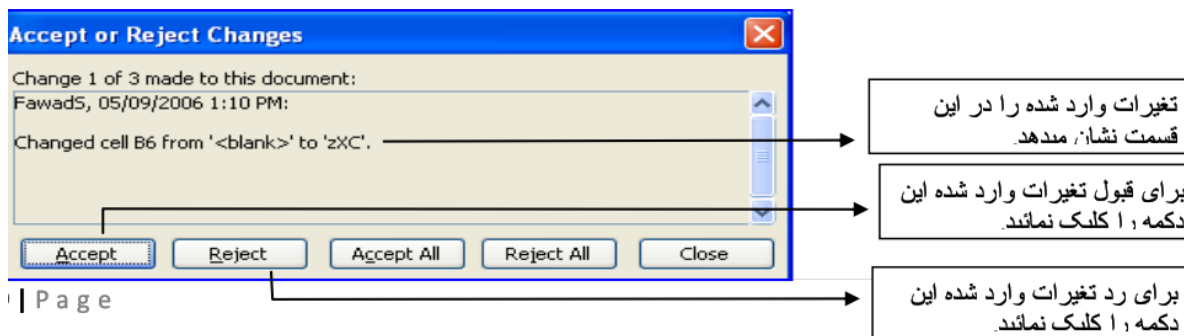 Accept or Reject Changes
Change 1 of 3 made to this document:
FawadS, 05/09/2006 1:10 PM:
Changed cell B6 from '<blank>' to 'zXC'.
Accept Reject Accept All Reject All Close
تغیرات وارد شده را در این
قسمت نشان میدهد.
برای قبول تغیرات وارد شده این
دکمه را کلیک نمائید.
برای رد تغیرات وارد شده این
دکمه را کلیک نمائید.
| Page